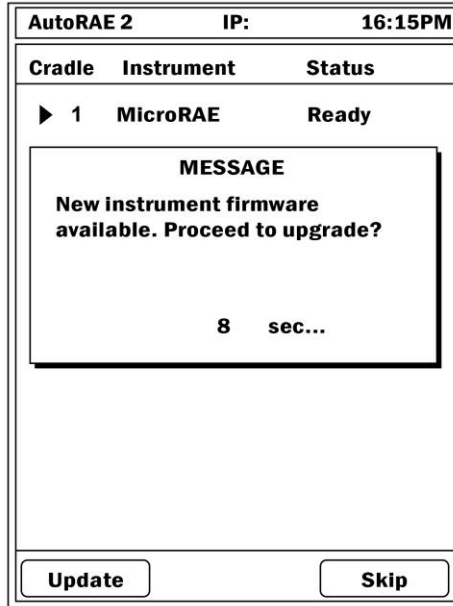 AutoRAE 2 IP: 16:15PM
Cradle Instrument Status
1 MicroRAE Ready
MESSAGE
New instrument firmware
available. Proceed to upgrade?
8 sec...
Update Skip